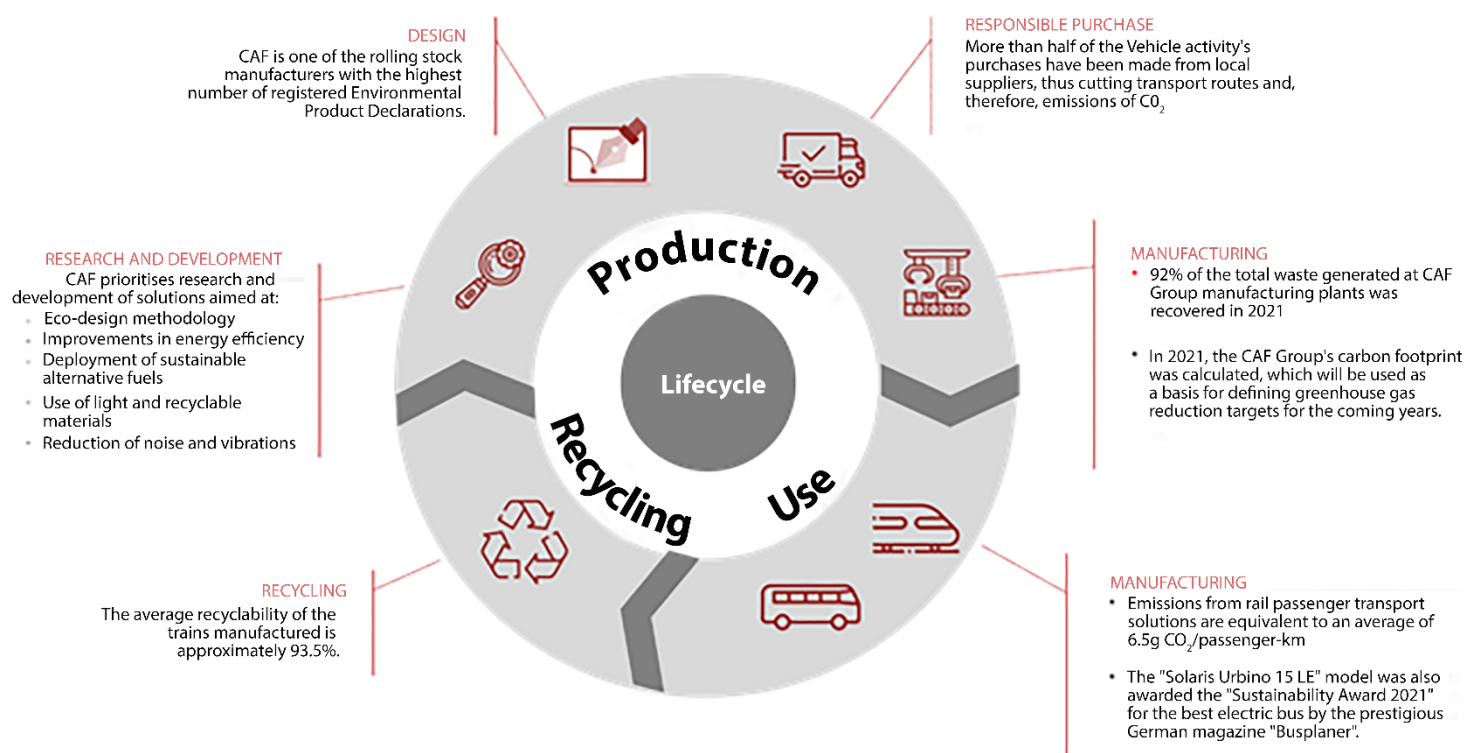 DESIGN
CAF is one of the rolling stock
manufacturers with the highest
number of registered Environmental
Product Declarations.
RESPONSIBLE PURCHASE
More than half of the Vehicle activity's
purchases have been made from local
suppliers, thus cutting transport routes and,
therefore, emissions of C0₂
RESEARCH AND DEVELOPMENT
CAF prioritises research and
development of solutions aimed at:
• Eco-design methodology
• Improvements in energy efficiency
• Deployment of sustainable
alternative fuels
• Use of light and recyclable
materials
• Reduction of noise and vibrations
MANUFACTURING
• 92% of the total waste generated at CAF
Group manufacturing plants was
recovered in 2021
• In 2021, the CAF Group's carbon footprint
was calculated, which will be used as
a basis for defining greenhouse gas
reduction targets for the coming years.
Production
Lifecycle
Recycling
Use
RECYCLING
The average recyclability of the
trains manufactured is
approximately 93.5%.
MANUFACTURING
• Emissions from rail passenger transport
solutions are equivalent to an average of
6.5g CO₂/passenger-km
• The "Solaris Urbino 15 LE" model was also
awarded the "Sustainability Award 2021"
for the best electric bus by the prestigious
German magazine "Busplaner".